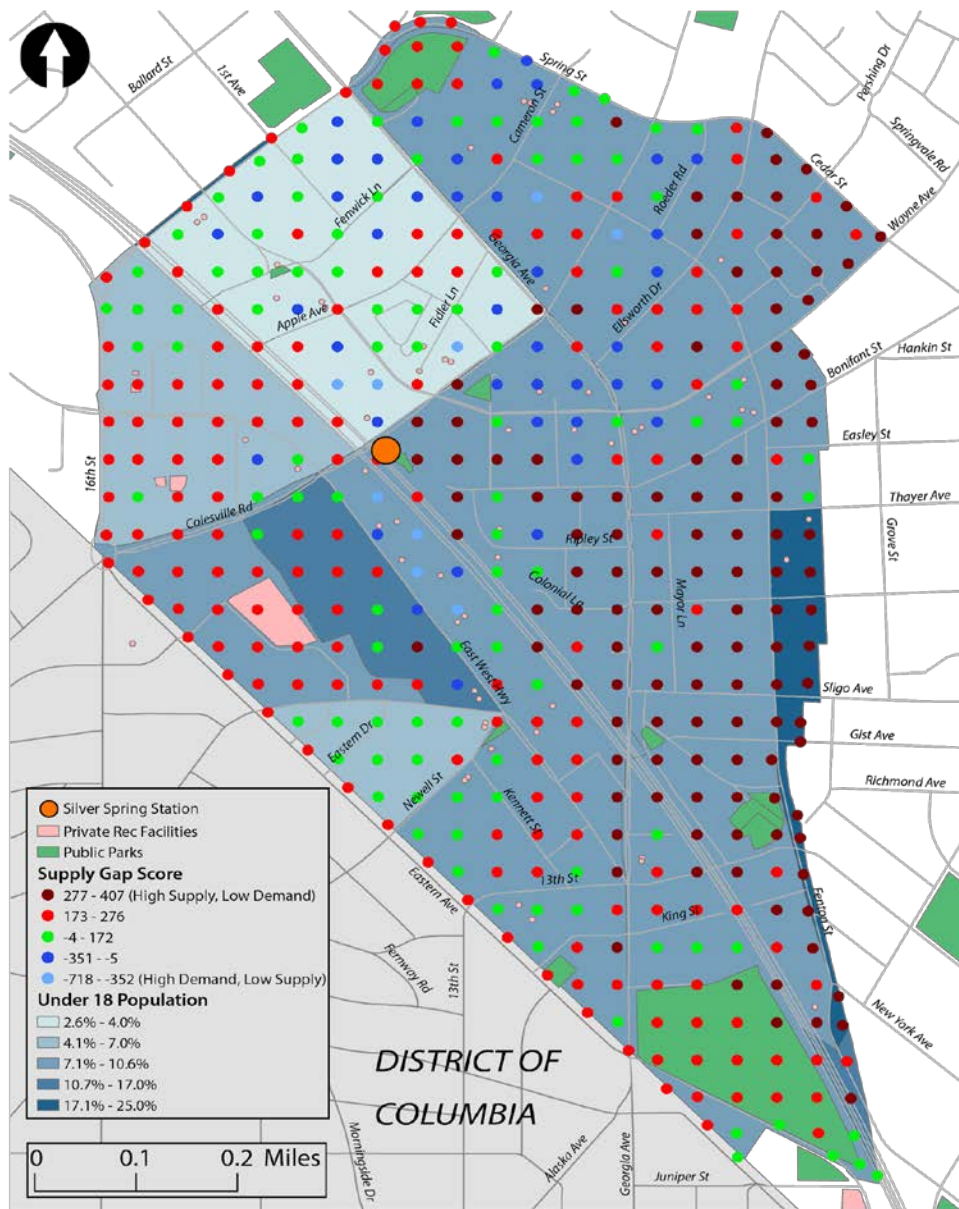 Ballard St
1st Ave
Spring St
Cameron St
Pershing Dr
Springvale Rd
Cedar St
Wayne Ave
Roeder Rd
Fenwick Ln
Georgia Ave
Ellsworth Dr
Apple Ave
Fidler Ln
Bonifant St
Hankin St
Easley St
16th St
Thayer Ave
Colesville Rd
Grove St
Ripley St
Colonial La
Mayor Ln
East West Hwy
Sligo Ave
Gist Ave
Eastern Dr
Richmond Ave
Newell St
Kennett St
Silver Spring Station
Private Rec Facilities
Public Parks
Supply Gap Score
277 - 407 (High Supply, Low Demand)
173 - 276
-4 - 172
-351 - -5
-718 - -352 (High Demand, Low Supply)
Under 18 Population
2.6% - 4.0%
4.1% - 7.0%
7.1% - 10.6%
10.7% - 17.0%
17.1% - 25.0%
13th St
Eastern Ave
King St
Fenton St
Fernway Rd
13th St
New York Ave
DISTRICT OF
COLUMBIA
Morningside Dr
Alaska Ave
Georgia Ave
Juniper St
0 0.1 0.2 Miles